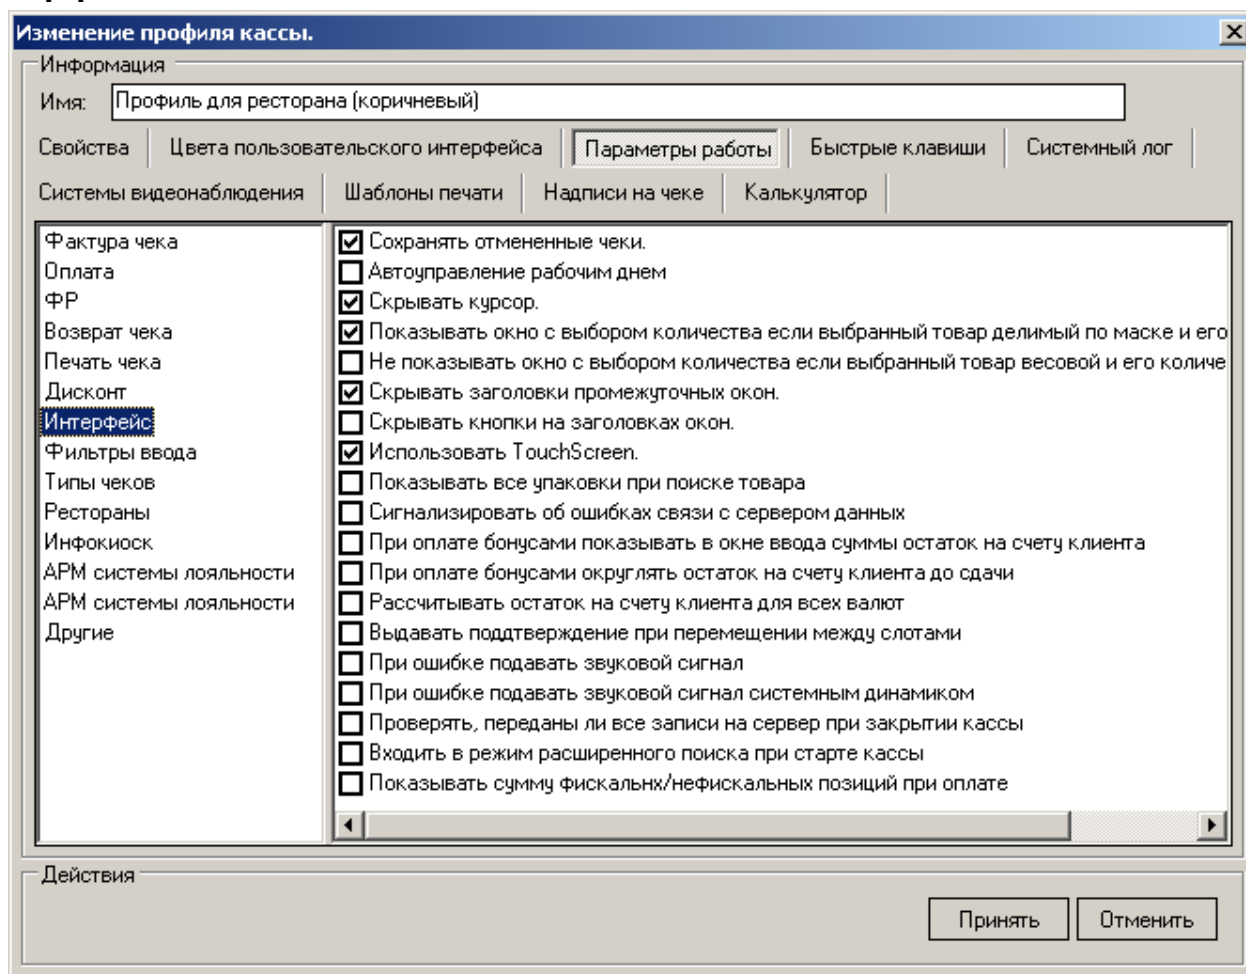 Изменение профиля кассы.
Информация
Имя: Профиль для ресторана (коричневый)
Свойства Цвета пользовательского интерфейса Параметры работы Быстрые клавиши Системный лог
Системы видеонаблюдения Шаблоны печати Надписи на чеке Калькулятор
Фактура чека
Оплата
ФР
Возврат чека
Печать чека
Дисконт
Интерфейс
Фильтры ввода
Типы чеков
Рестораны
Инфокиоск
АРМ системы лояльности
АРМ системы лояльности
Другие
Сохранять отмененные чеки.
Автоуправление рабочим днем
Скрывать курсор.
Показывать окно с выбором количества если выбранный товар делимый по маске и его
Не показывать окно с выбором количества если выбранный товар весовой и его количе
Скрывать заголовки промежуточных окон.
Скрывать кнопки на заголовках окон.
Использовать TouchScreen.
Показывать все упаковки при поиске товара
Сигнализировать об ошибках связи с сервером данных
При оплате бонусами показывать в окне ввода суммы остаток на счету клиента
При оплате бонусами округлять остаток на счету клиента до сдачи
Рассчитывать остаток на счету клиента для всех валют
Выдавать поддтверждение при перемещении между слотами
При ошибке подавать звуковой сигнал
При ошибке подавать звуковой сигнал системным динамиком
Проверять, переданы ли все записи на сервер при закрытии кассы
Входить в режим расширенного поиска при старте кассы
Показывать сумму фискальнх/нефискальных позиций при оплате
Действия
Принять Отменить